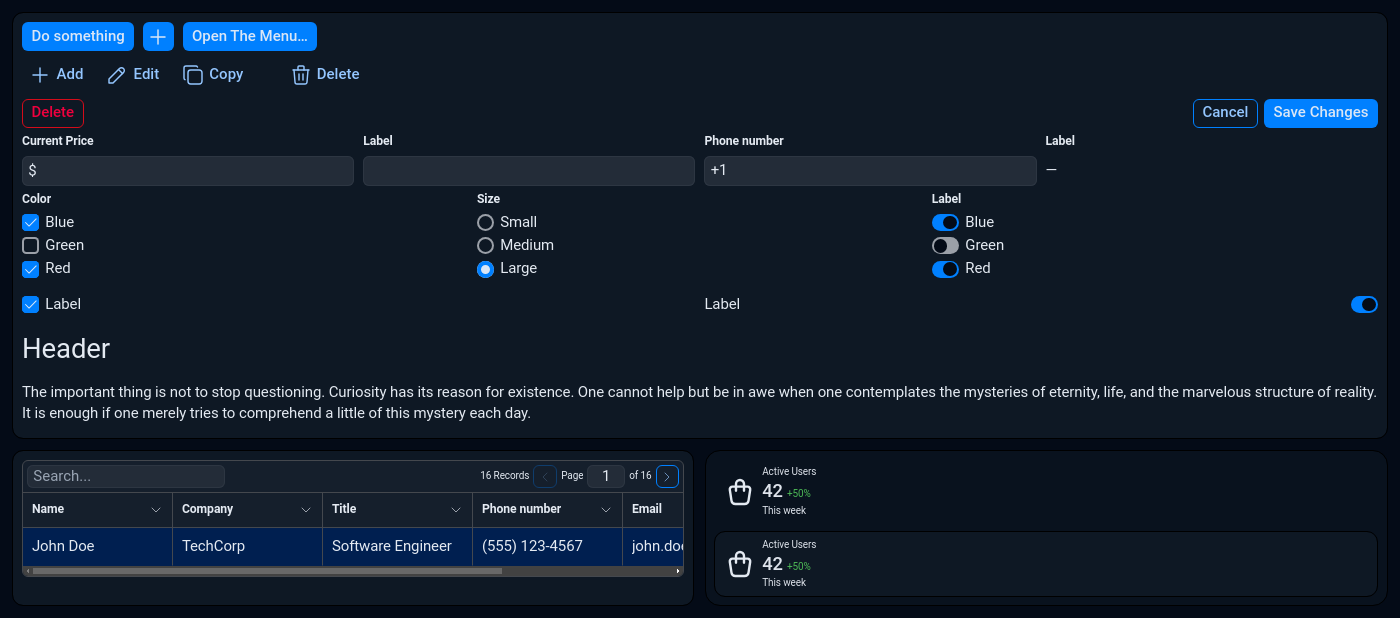 Do something Open The Menu...
Add Edit Copy Delete
Delete Cancel Save Changes
Current Price Label Phone number Label
$ +1 —
Color Size Label
Blue Small Blue
Green Medium Green
Red Large Red
Label Label
Header
The important thing is not to stop questioning. Curiosity has its reason for existence. One cannot help but be in awe when one contemplates the mysteries of eternity, life, and the marvelous structure of reality.
It is enough if one merely tries to comprehend a little of this mystery each day.
Search... 16 Records Page 1 of 16
Name Company Title Phone number Email
John Doe TechCorp Software Engineer (555) 123-4567 john.doe
Active Users
42 +50%
This week
Active Users
42 +50%
This week